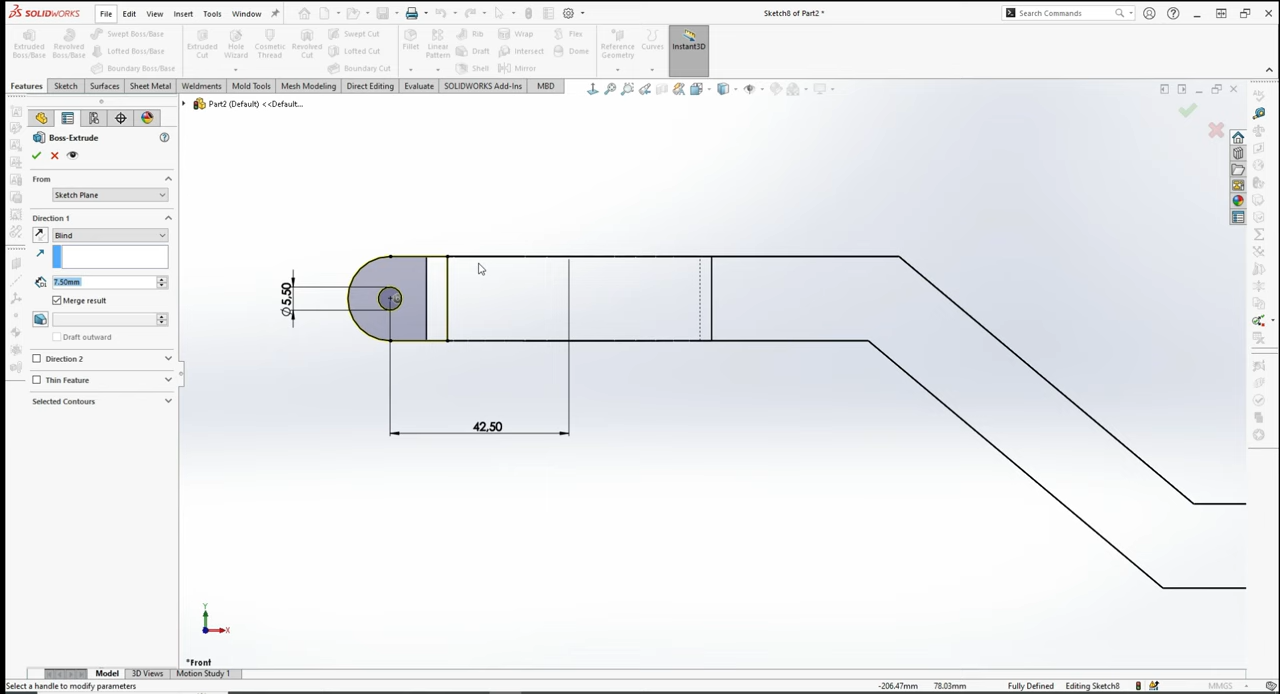 SOLIDWORKS File Edit View Insert Tools Window Sketch8 of Part2 * Search Commands
Extruded Boss/Base Revolved Boss/Base Swept Boss/Base Lofted Boss/Base Boundary Boss/Base Extruded Cut Hole Wizard Cosmetic Thread Revolved Cut Swept Cut Lofted Cut Boundary Cut Fillet Linear Pattern Rib Draft Shell Wrap Intersect Mirror Flex Dome Reference Geometry Curves Instant3D
Features Sketch Surfaces Sheet Metal Weldments Mold Tools Mesh Modeling Direct Editing Evaluate SOLIDWORKS Add-Ins MBD
Part2 (Default) <<Default...
Boss-Extrude
From
Sketch Plane
Direction 1
Blind
7.50mm
Merge result
Draft outward
Direction 2
Thin Feature
Selected Contours
Ø5,50
42,50
Y
X
*Front
Model 3D Views Motion Study 1
Select a handle to modify parameters -206.47mm 78.03mm Fully Defined Editing Sketch8 MMGS